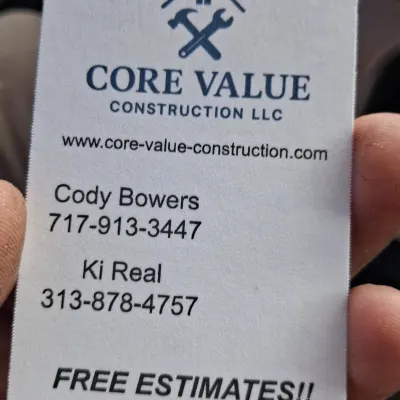 CORE VALUE
CONSTRUCTION LLC
www.core-value-construction.com
Cody Bowers
717-913-3447
Ki Real
313-878-4757
FREE ESTIMATES!!